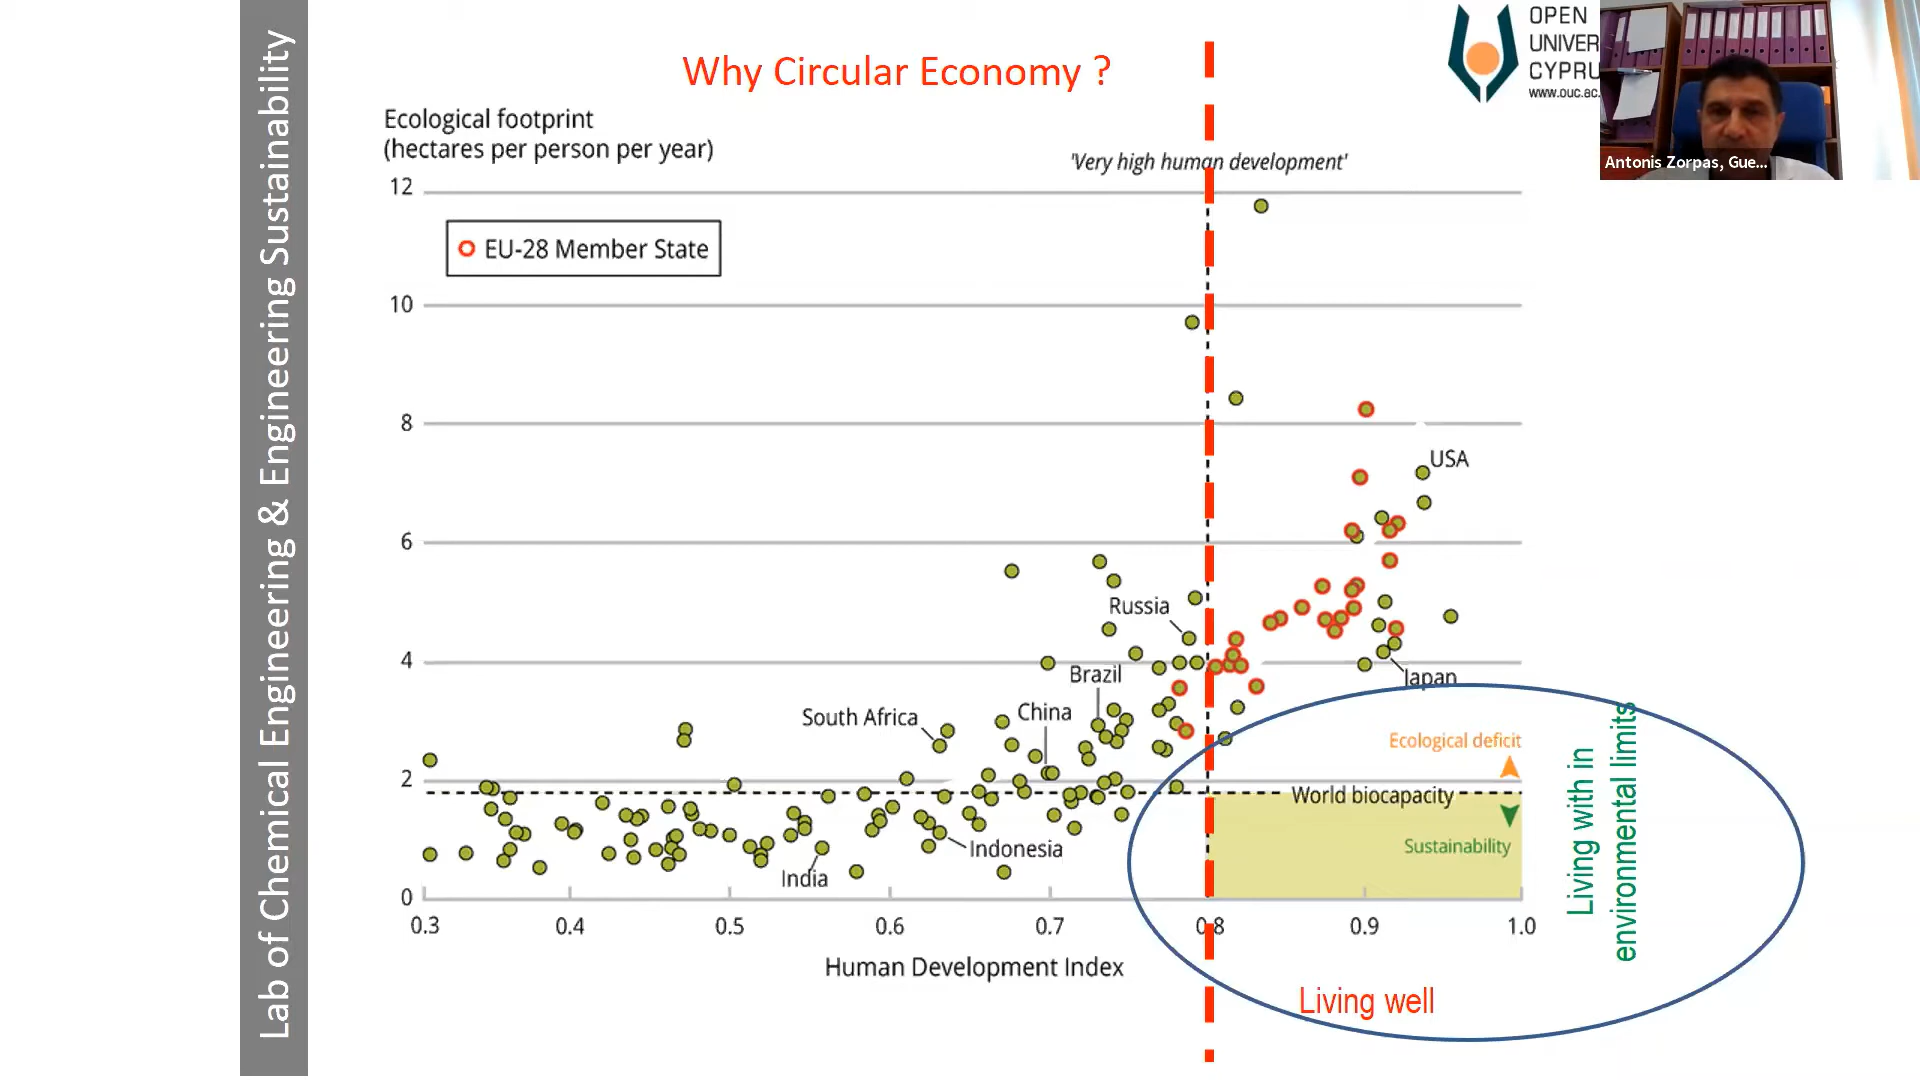 Lab of Chemical Engineering & Engineering Sustainability
Why Circular Economy ?
OPEN
UNIVER
CYPRU
www.ouc.ac.
Antonis Zorpas, Gue...
Ecological footprint
(hectares per person per year)
'Very high human development'
12
EU-28 Member State
10
8
USA
6
Russia
4
Brazil
Japan
South Africa
China
Ecological deficit
2
World biocapacity
Sustainability
Indonesia
India
0
0.3 0.4 0.5 0.6 0.7 0.8 0.9 1.0
Human Development Index
Living well
Living with in
environmental limits